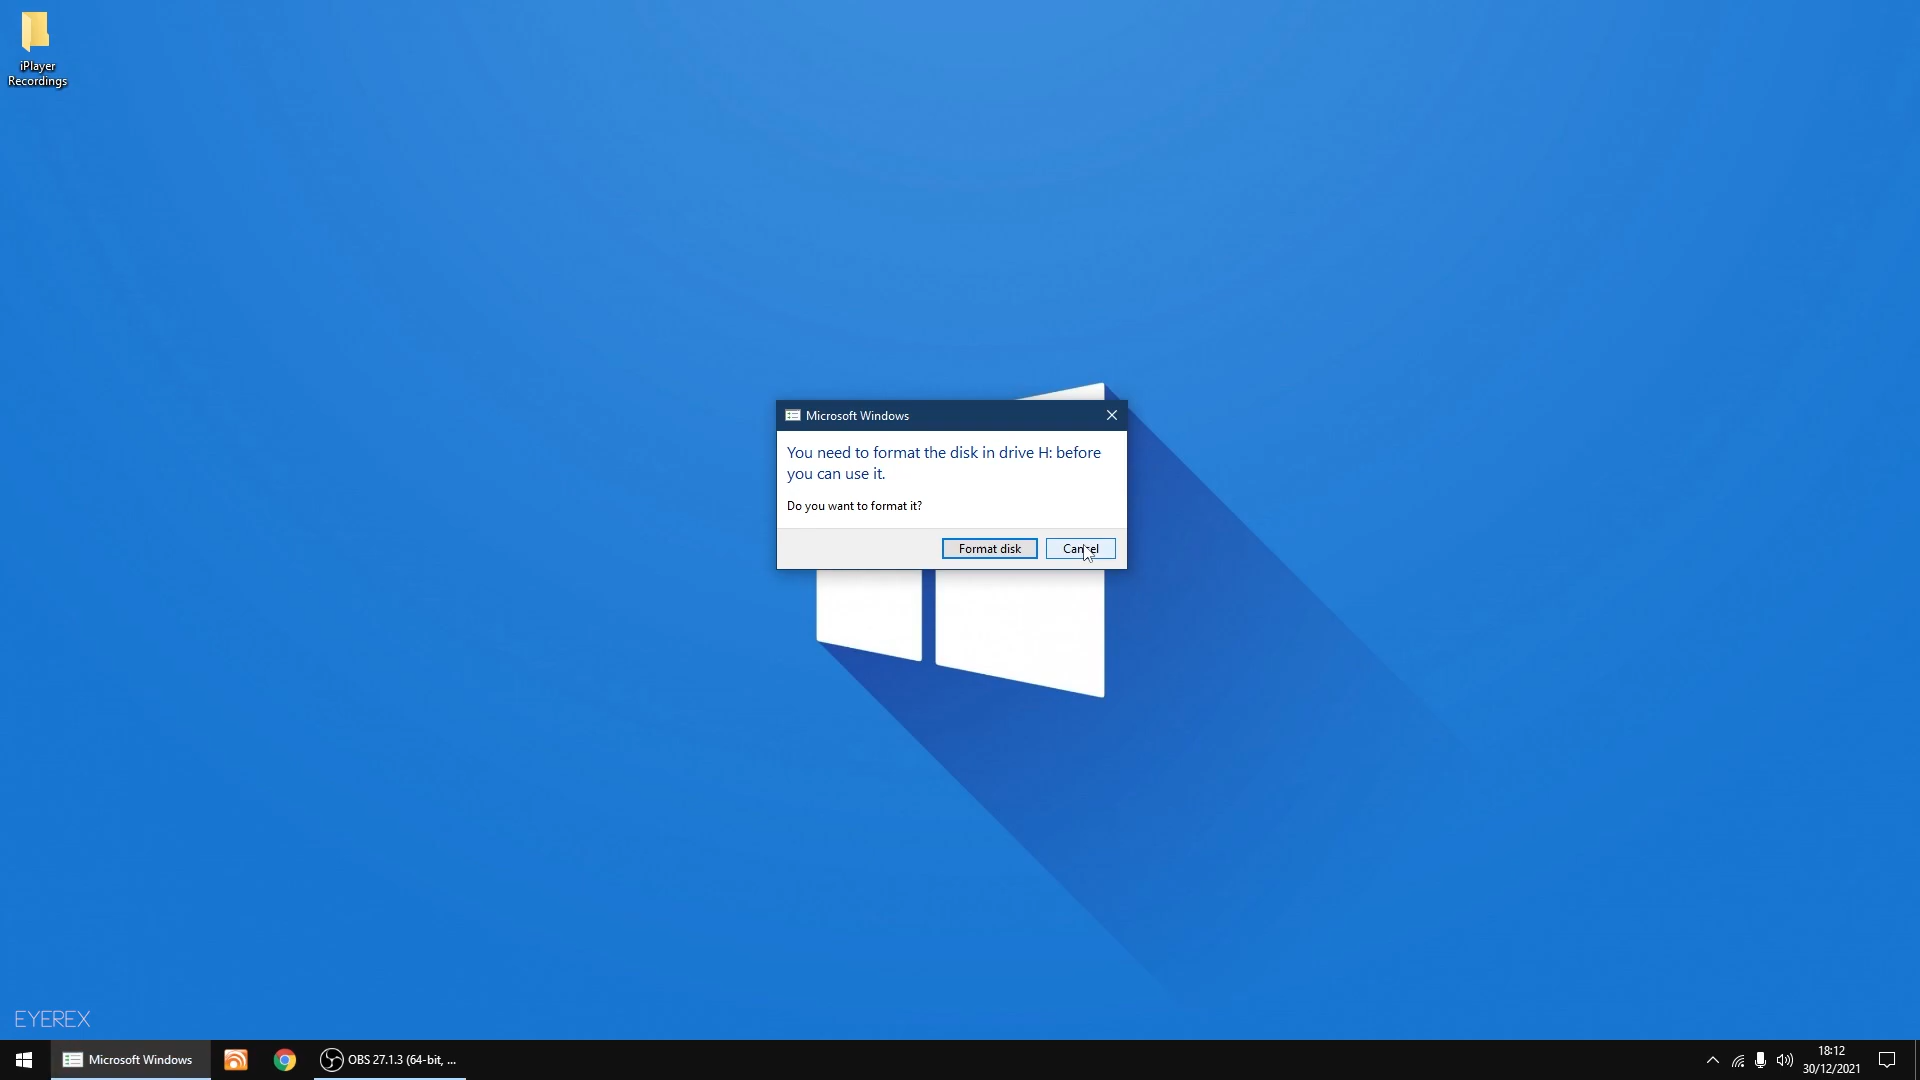 iPlayer
Recordings
Microsoft Windows
You need to format the disk in drive H: before
you can use it.
Do you want to format it?
Format disk
Cancel
EYEREX
Microsoft Windows
OBS 27.1.3 (64-bit, ...
18:12
30/12/2021